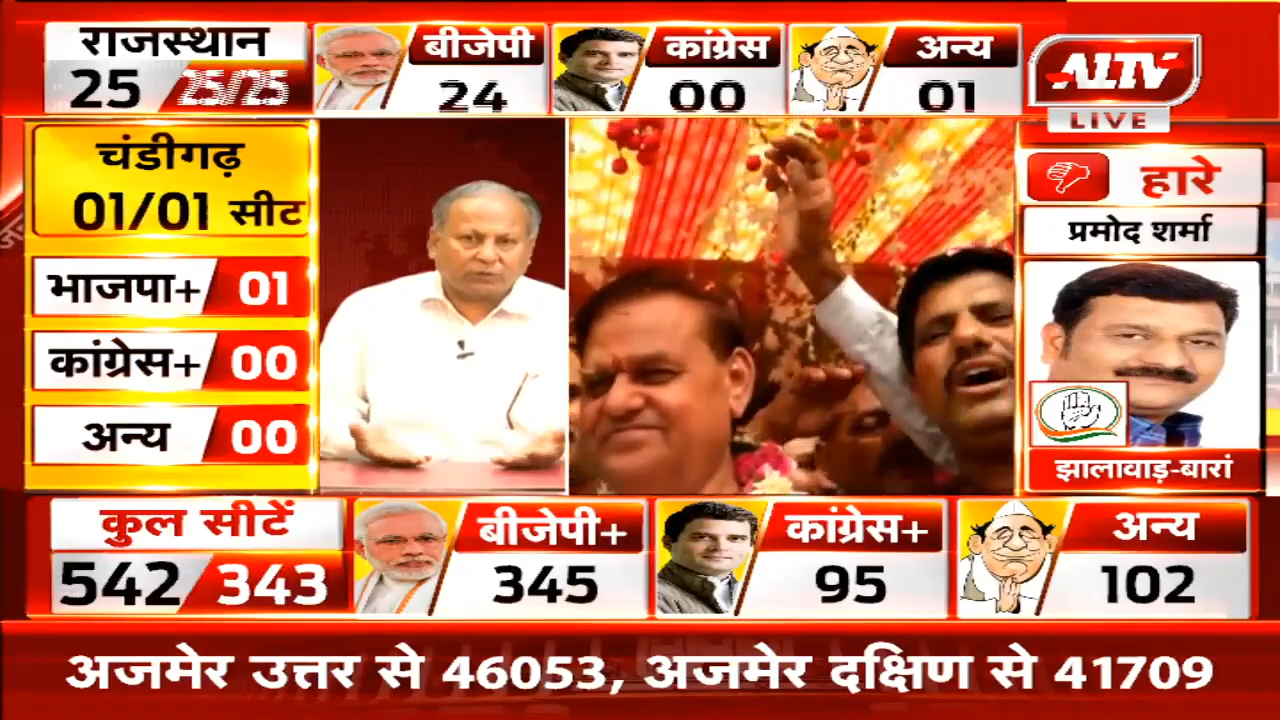 राजस्थान
25 25/25
बीजेपी
24
कांग्रेस
00
अन्य
01
ALTV
LIVE
चंडीगढ़
01/01 सीट
भाजपा+ 01
कांग्रेस+ 00
अन्य 00
हारे
प्रमोद शर्मा
झालावाड़-बारां
कुल सीटें
542 343
बीजेपी+
345
कांग्रेस+
95
अन्य
102
अजमेर उत्तर से 46053, अजमेर दक्षिण से 41709